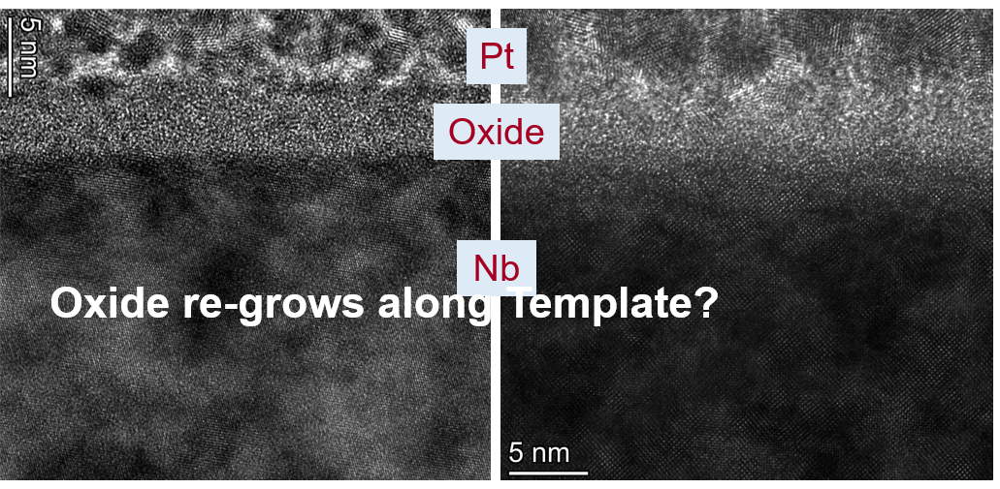 5 nm
Pt
Oxide
Nb
Oxide re-grows along Template?
5 nm